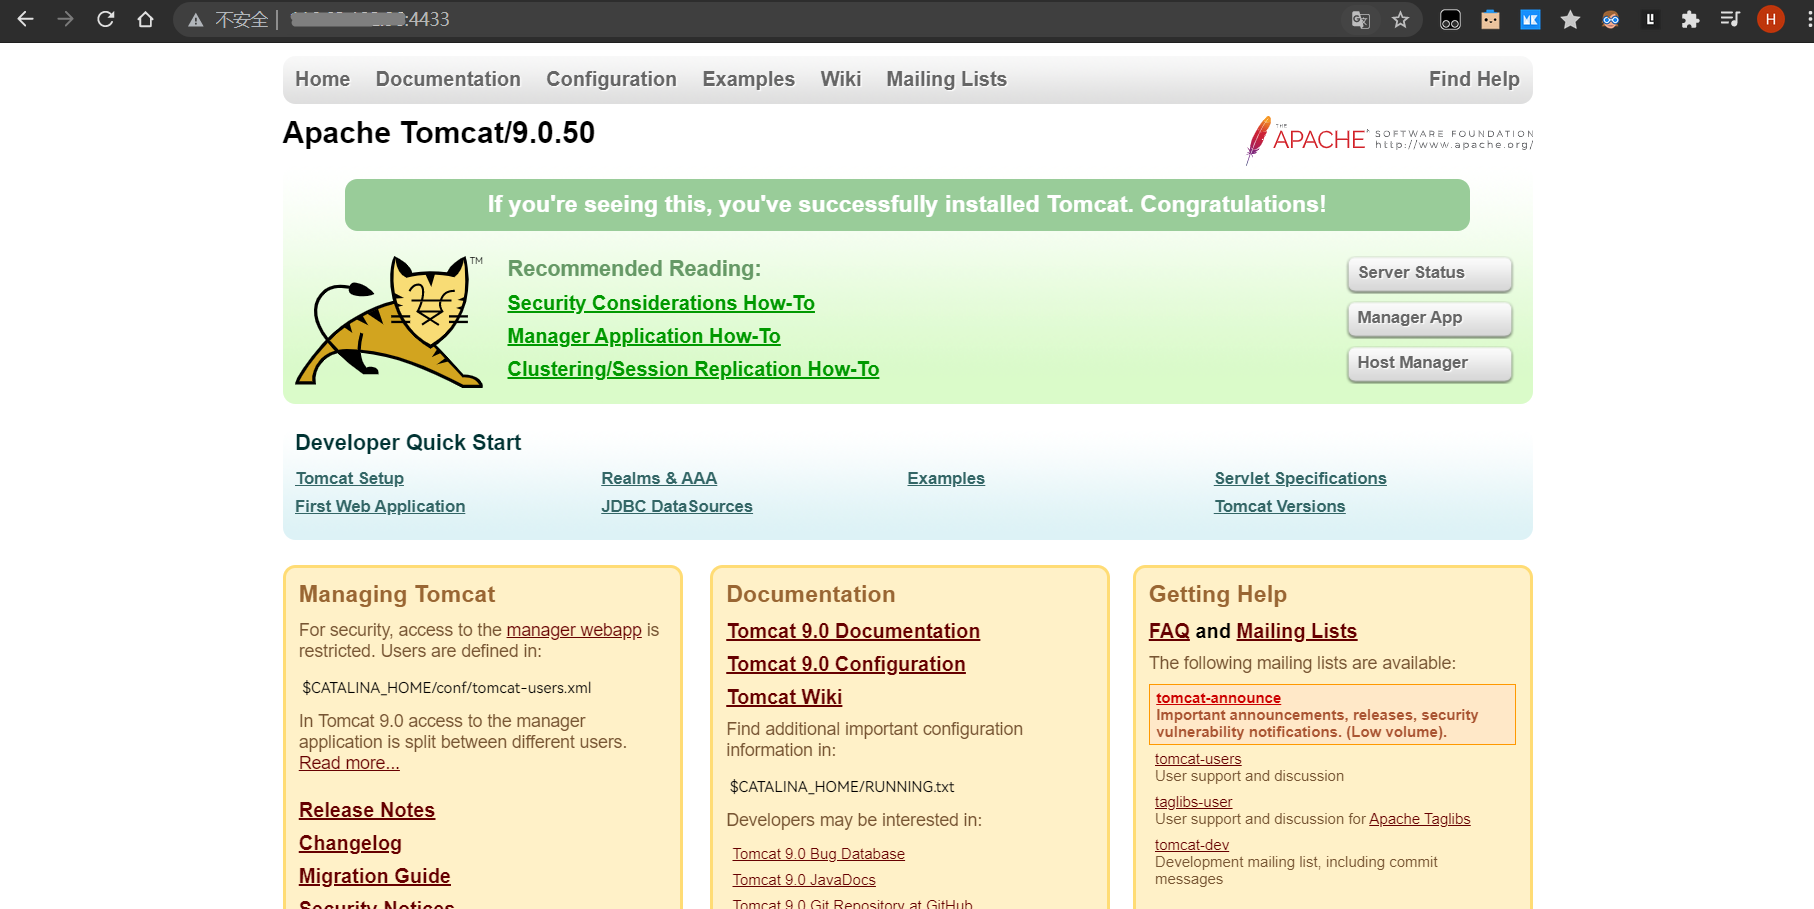 不安全 | :4433
Home Documentation Configuration Examples Wiki Mailing Lists Find Help
Apache Tomcat/9.0.50
THE APACHE SOFTWARE FOUNDATION
http://www.apache.org/
If you're seeing this, you've successfully installed Tomcat. Congratulations!
TM
Recommended Reading:
Security Considerations How-To
Manager Application How-To
Clustering/Session Replication How-To
Server Status
Manager App
Host Manager
Developer Quick Start
Tomcat Setup
First Web Application
Realms & AAA
JDBC DataSources
Examples
Servlet Specifications
Tomcat Versions
Managing Tomcat
For security, access to the manager webapp is
restricted. Users are defined in:
$CATALINA_HOME/conf/tomcat-users.xml
In Tomcat 9.0 access to the manager
application is split between different users.
Read more...
Release Notes
Changelog
Migration Guide
Security Notices
Documentation
Tomcat 9.0 Documentation
Tomcat 9.0 Configuration
Tomcat Wiki
Find additional important configuration
information in:
$CATALINA_HOME/RUNNING.txt
Developers may be interested in:
Tomcat 9.0 Bug Database
Tomcat 9.0 JavaDocs
Tomcat 9.0 Git Repository at GitHub
Getting Help
FAQ and Mailing Lists
The following mailing lists are available:
tomcat-announce
Important announcements, releases, security
vulnerability notifications. (Low volume).
tomcat-users
User support and discussion
taglibs-user
User support and discussion for Apache Taglibs
tomcat-dev
Development mailing list, including commit
messages